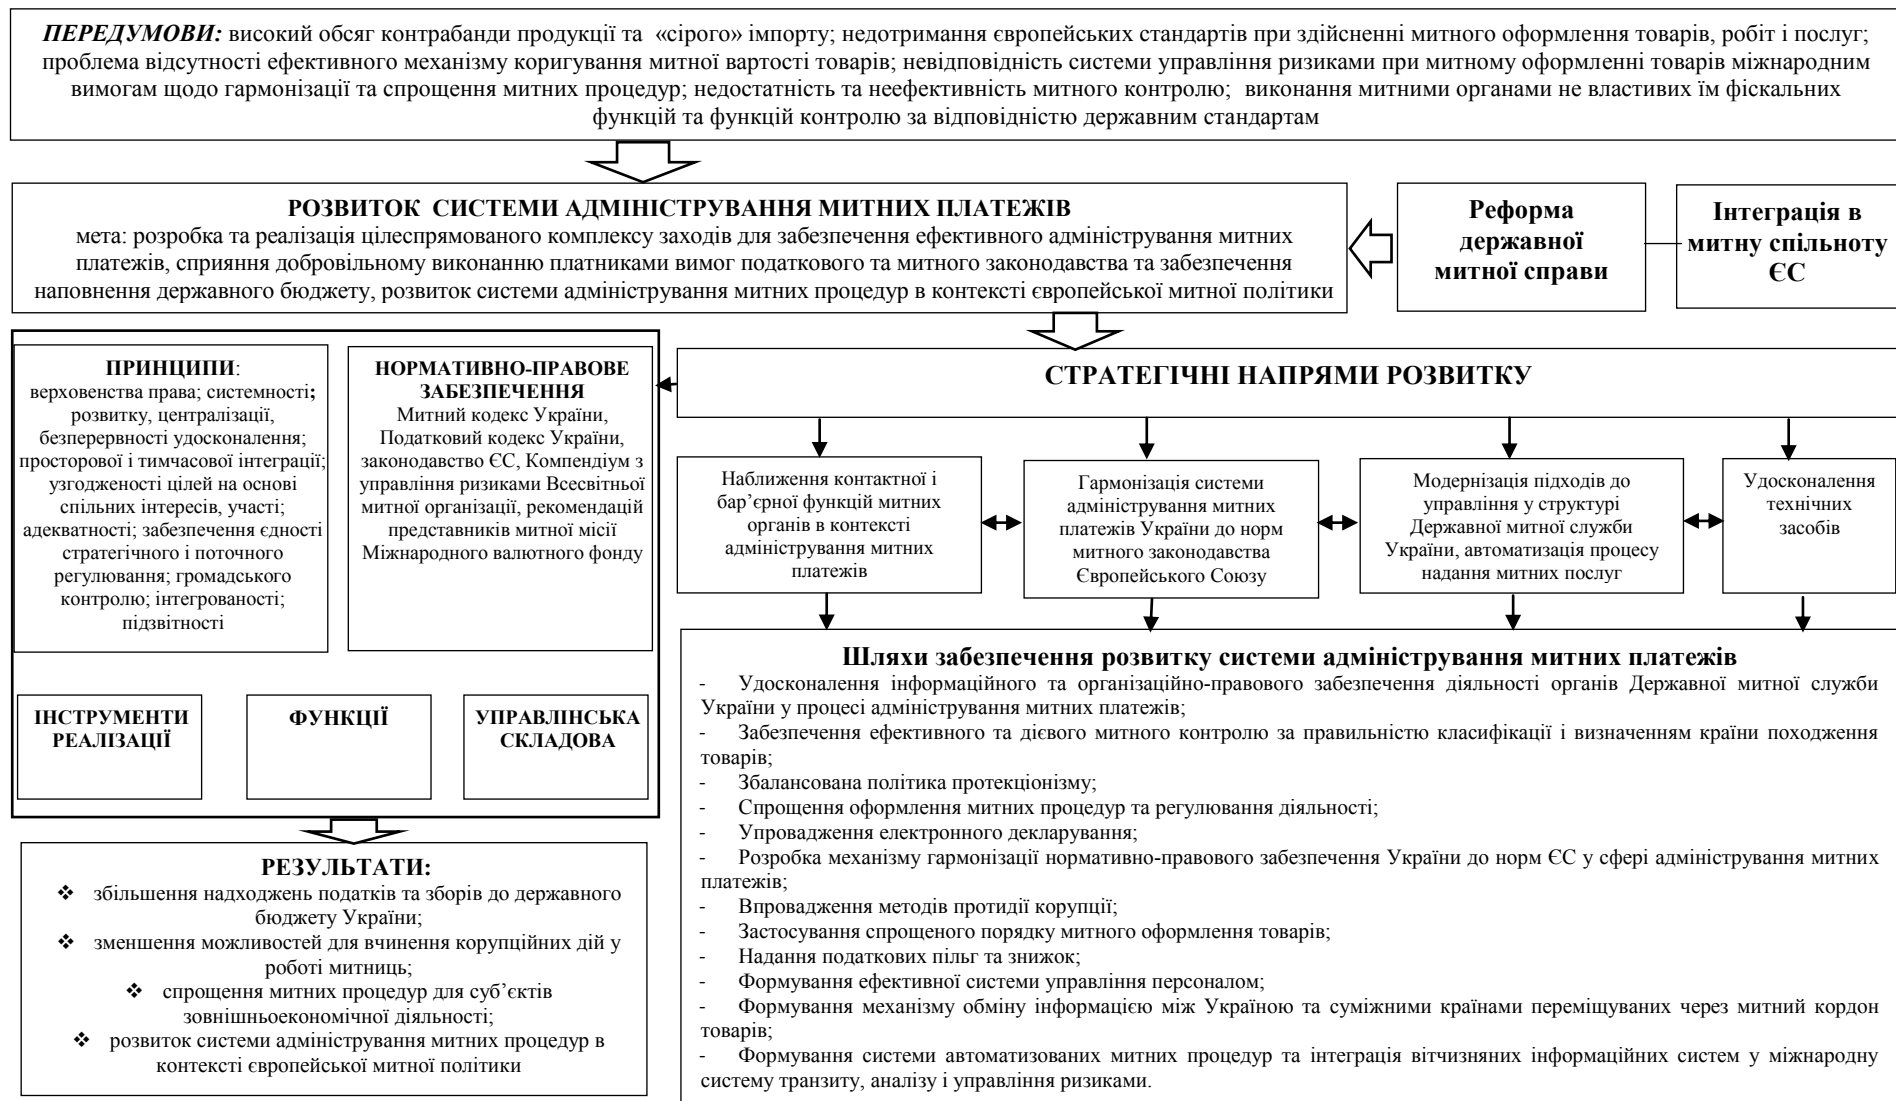 ПЕРЕДУМОВИ: високий обсяг контрабанди продукції та «сірого» імпорту; недотримання європейських стандартів при здійсненні митного оформлення товарів, робіт і послуг;
проблема відсутності ефективного механізму коригування митної вартості товарів; невідповідність системи управління ризиками при митному оформленні товарів міжнародним
вимогам щодо гармонізації та спрощення митних процедур; недостатність та неефективність митного контролю; виконання митними органами не властивих їм фіскальних
функцій та функцій контролю за відповідністю державним стандартам
РОЗВИТОК СИСТЕМИ АДМІНІСТРУВАННЯ МИТНИХ ПЛАТЕЖІВ
мета: розробка та реалізація цілеспрямованого комплексу заходів для забезпечення ефективного адміністрування митних
платежів, сприяння добровільному виконанню платниками вимог податкового та митного законодавства та забезпечення
наповнення державного бюджету, розвиток системи адміністрування митних процедур в контексті європейської митної політики
Реформа
державної
митної справи
Інтеграція в
митну спільноту
ЄС
ПРИНЦИПИ:
верховенства права; системності;
розвитку, централізації,
безперервності удосконалення;
просторової і тимчасової інтеграції;
узгодженості цілей на основі
спільних інтересів, участі;
адекватності; забезпечення єдності
стратегічного і поточного
регулювання; громадського
контролю; інтегрованості;
підзвітності
НОРМАТИВНО-ПРАВОВЕ
ЗАБЕЗПЕЧЕННЯ
Митний кодекс України,
Податковий кодекс України,
законодавство ЄС, Компендіум з
управління ризиками Всесвітньої
митної організації, рекомендацій
представників митної місії
Міжнародного валютного фонду
СТРАТЕГІЧНІ НАПРЯМИ РОЗВИТКУ
Наближення контактної і
бар’єрної функцій митних
органів в контексті
адміністрування митних
платежів
Гармонізація системи
адміністрування митних
платежів України до норм
митного законодавства
Європейського Союзу
Модернізація підходів до
управління у структурі
Державної митної служби
України, автоматизація процесу
надання митних послуг
Удосконалення
технічних
засобів
ІНСТРУМЕНТИ
РЕАЛІЗАЦІЇ
ФУНКЦІЇ
УПРАВЛІНСЬКА
СКЛАДОВА
РЕЗУЛЬТАТИ:
❖ збільшення надходжень податків та зборів до державного
бюджету України;
❖ зменшення можливостей для вчинення корупційних дій у
роботі митниць;
❖ спрощення митних процедур для суб’єктів
зовнішньоекономічної діяльності;
❖ розвиток системи адміністрування митних процедур в
контексті європейської митної політики
Шляхи забезпечення розвитку системи адміністрування митних платежів
- Удосконалення інформаційного та організаційно-правового забезпечення діяльності органів Державної митної служби
України у процесі адміністрування митних платежів;
- Забезпечення ефективного та дієвого митного контролю за правильністю класифікації і визначенням країни походження
товарів;
- Збалансована політика протекціонізму;
- Спрощення оформлення митних процедур та регулювання діяльності;
- Упровадження електронного декларування;
- Розробка механізму гармонізації нормативно-правового забезпечення України до норм ЄС у сфері адміністрування митних
платежів;
- Впровадження методів протидії корупції;
- Застосування спрощеного порядку митного оформлення товарів;
- Надання податкових пільг та знижок;
- Формування ефективної системи управління персоналом;
- Формування механізму обміну інформацією між Україною та суміжними країнами переміщуваних через митний кордон
товарів;
- Формування системи автоматизованих митних процедур та інтеграція вітчизняних інформаційних систем у міжнародну
систему транзиту, аналізу і управління ризиками.